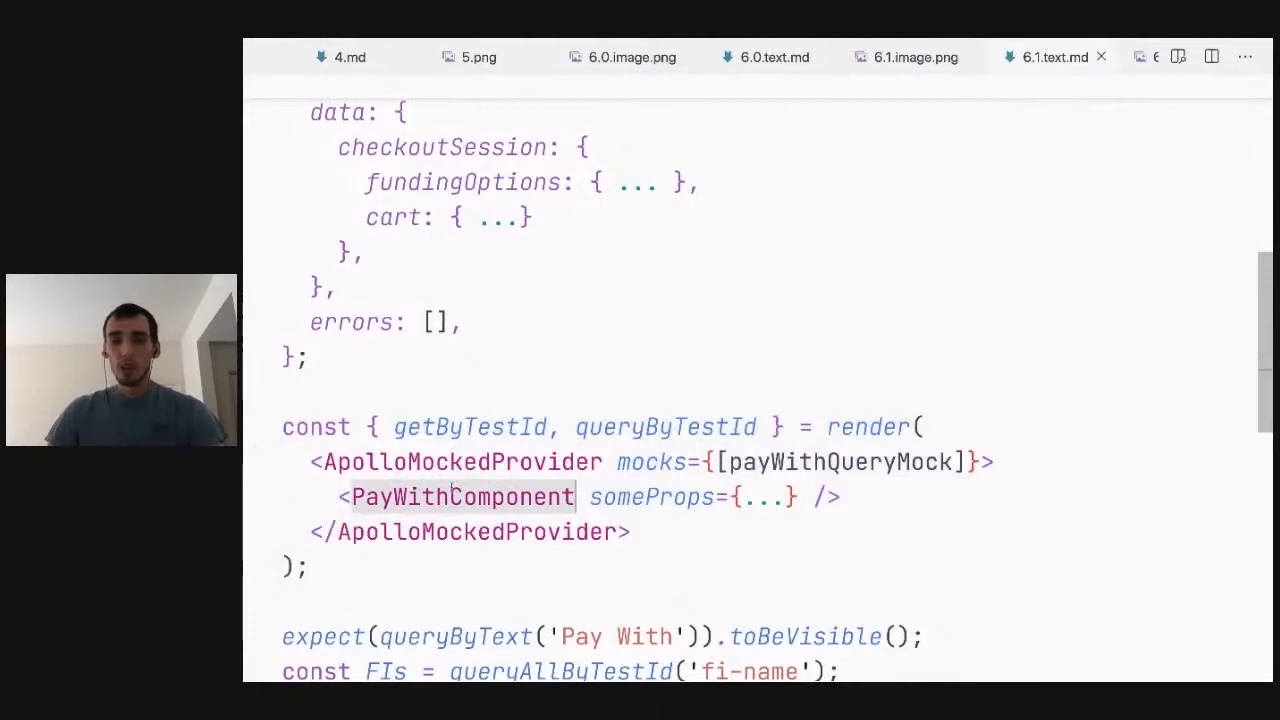 4.md 5.png 6.0.image.png 6.0.text.md 6.1.image.png 6.1.text.md 6
data: {
checkoutSession: {
fundingOptions: { ... },
cart: { ...}
},
},
errors: [],
};
const { getByTestId, queryByTestId } = render(
<ApolloMockedProvider mocks={[payWithQueryMock]}>
<PayWithComponent someProps={...} />
</ApolloMockedProvider>
);
expect(queryByText('Pay With')).toBeVisible();
const FIs = queryAllByTestId('fi-name');